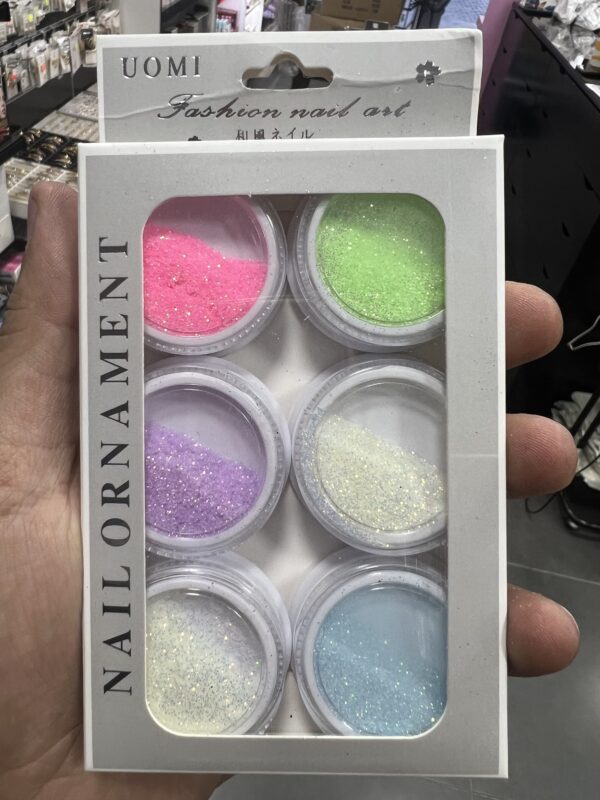 UOMI
Fashion nail art
和風ネイル
NAIL ORNAMENT